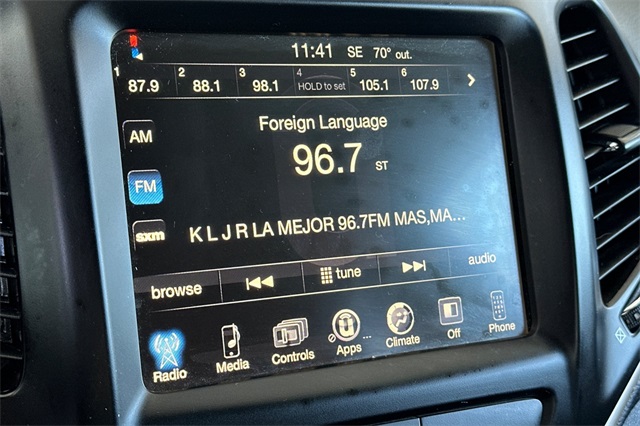 11:41 SE 70° out.
1 87.9 2 88.1 3 98.1 4 HOLD to set 5 105.1 6 107.9
Foreign Language
AM
96.7 ST
FM
sxm
K L J R LA MEJOR 96.7FM MAS,MA...
browse tune audio
Radio Media Controls Apps ... Climate Off Phone